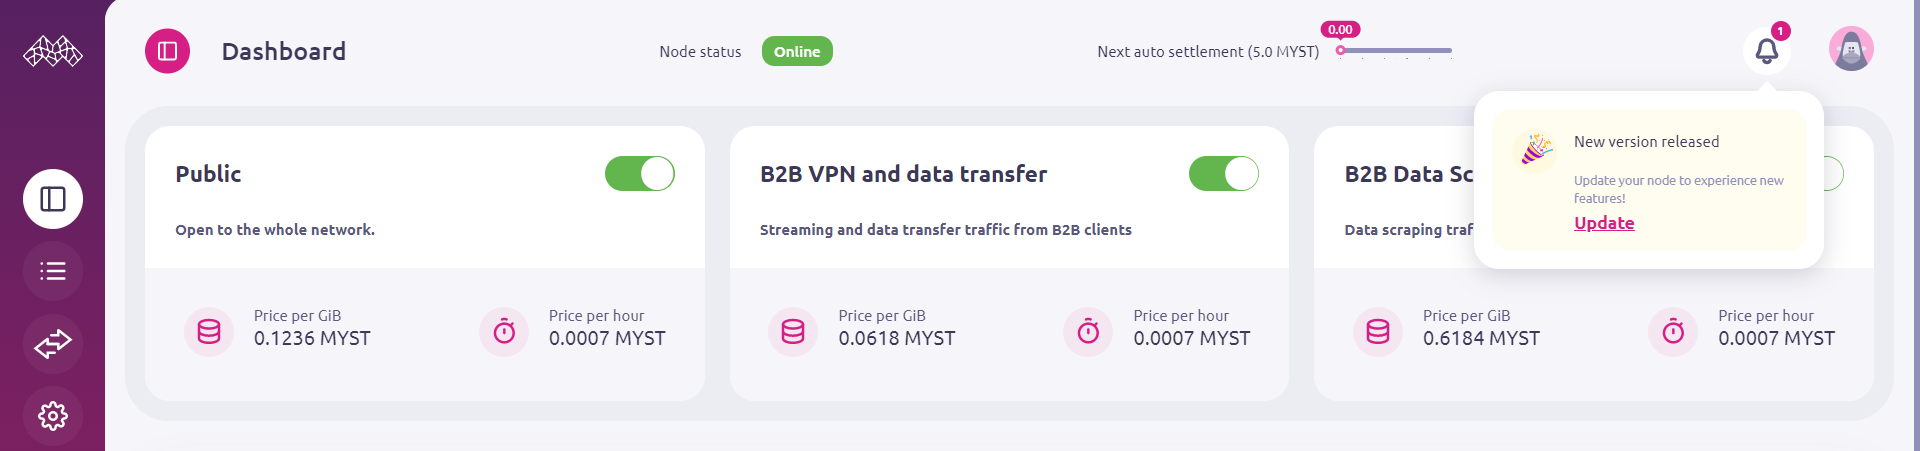 Dashboard
Node status
Online
Next auto settlement (5.0 MYST)
0.00
1
New version released
Update your node to experience new
features!
Update
Public
Open to the whole network.
Price per GiB
0.1236 MYST
Price per hour
0.0007 MYST
B2B VPN and data transfer
Streaming and data transfer traffic from B2B clients
Price per GiB
0.0618 MYST
Price per hour
0.0007 MYST
B2B Data
Data scraping
Price per GiB
0.6184 MYST
Price per hour
0.0007 MYST